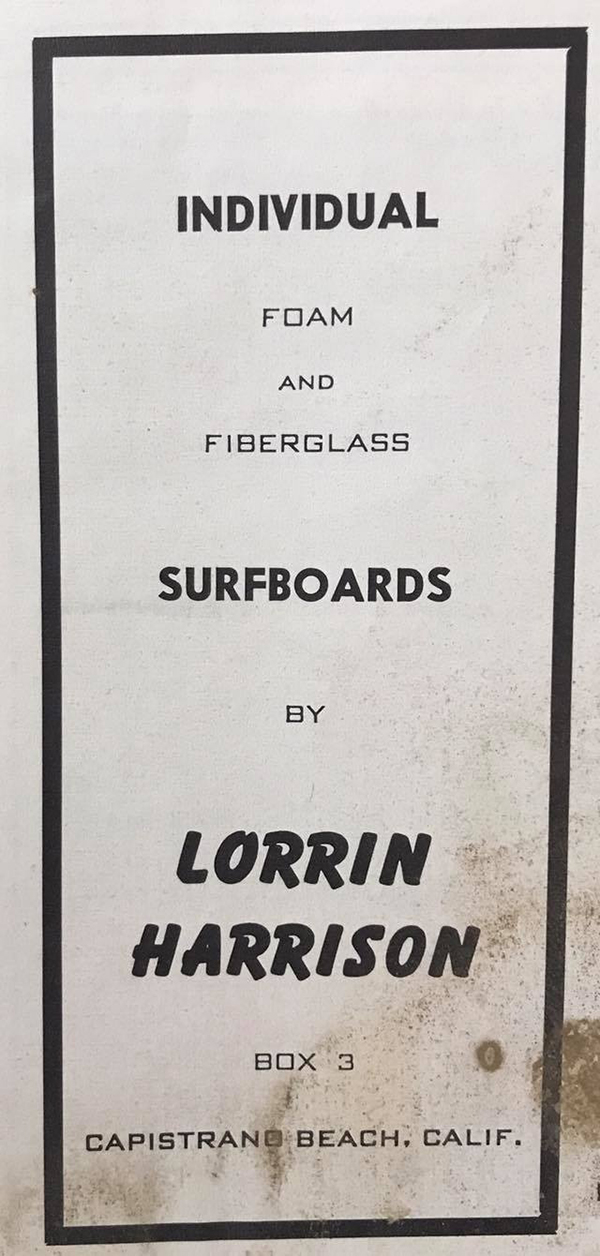 INDIVIDUAL
FOAM
AND
FIBERGLASS
SURFBOARDS
BY
LORRIN
HARRISON
BOX 3
CAPISTRANO BEACH, CALIF.